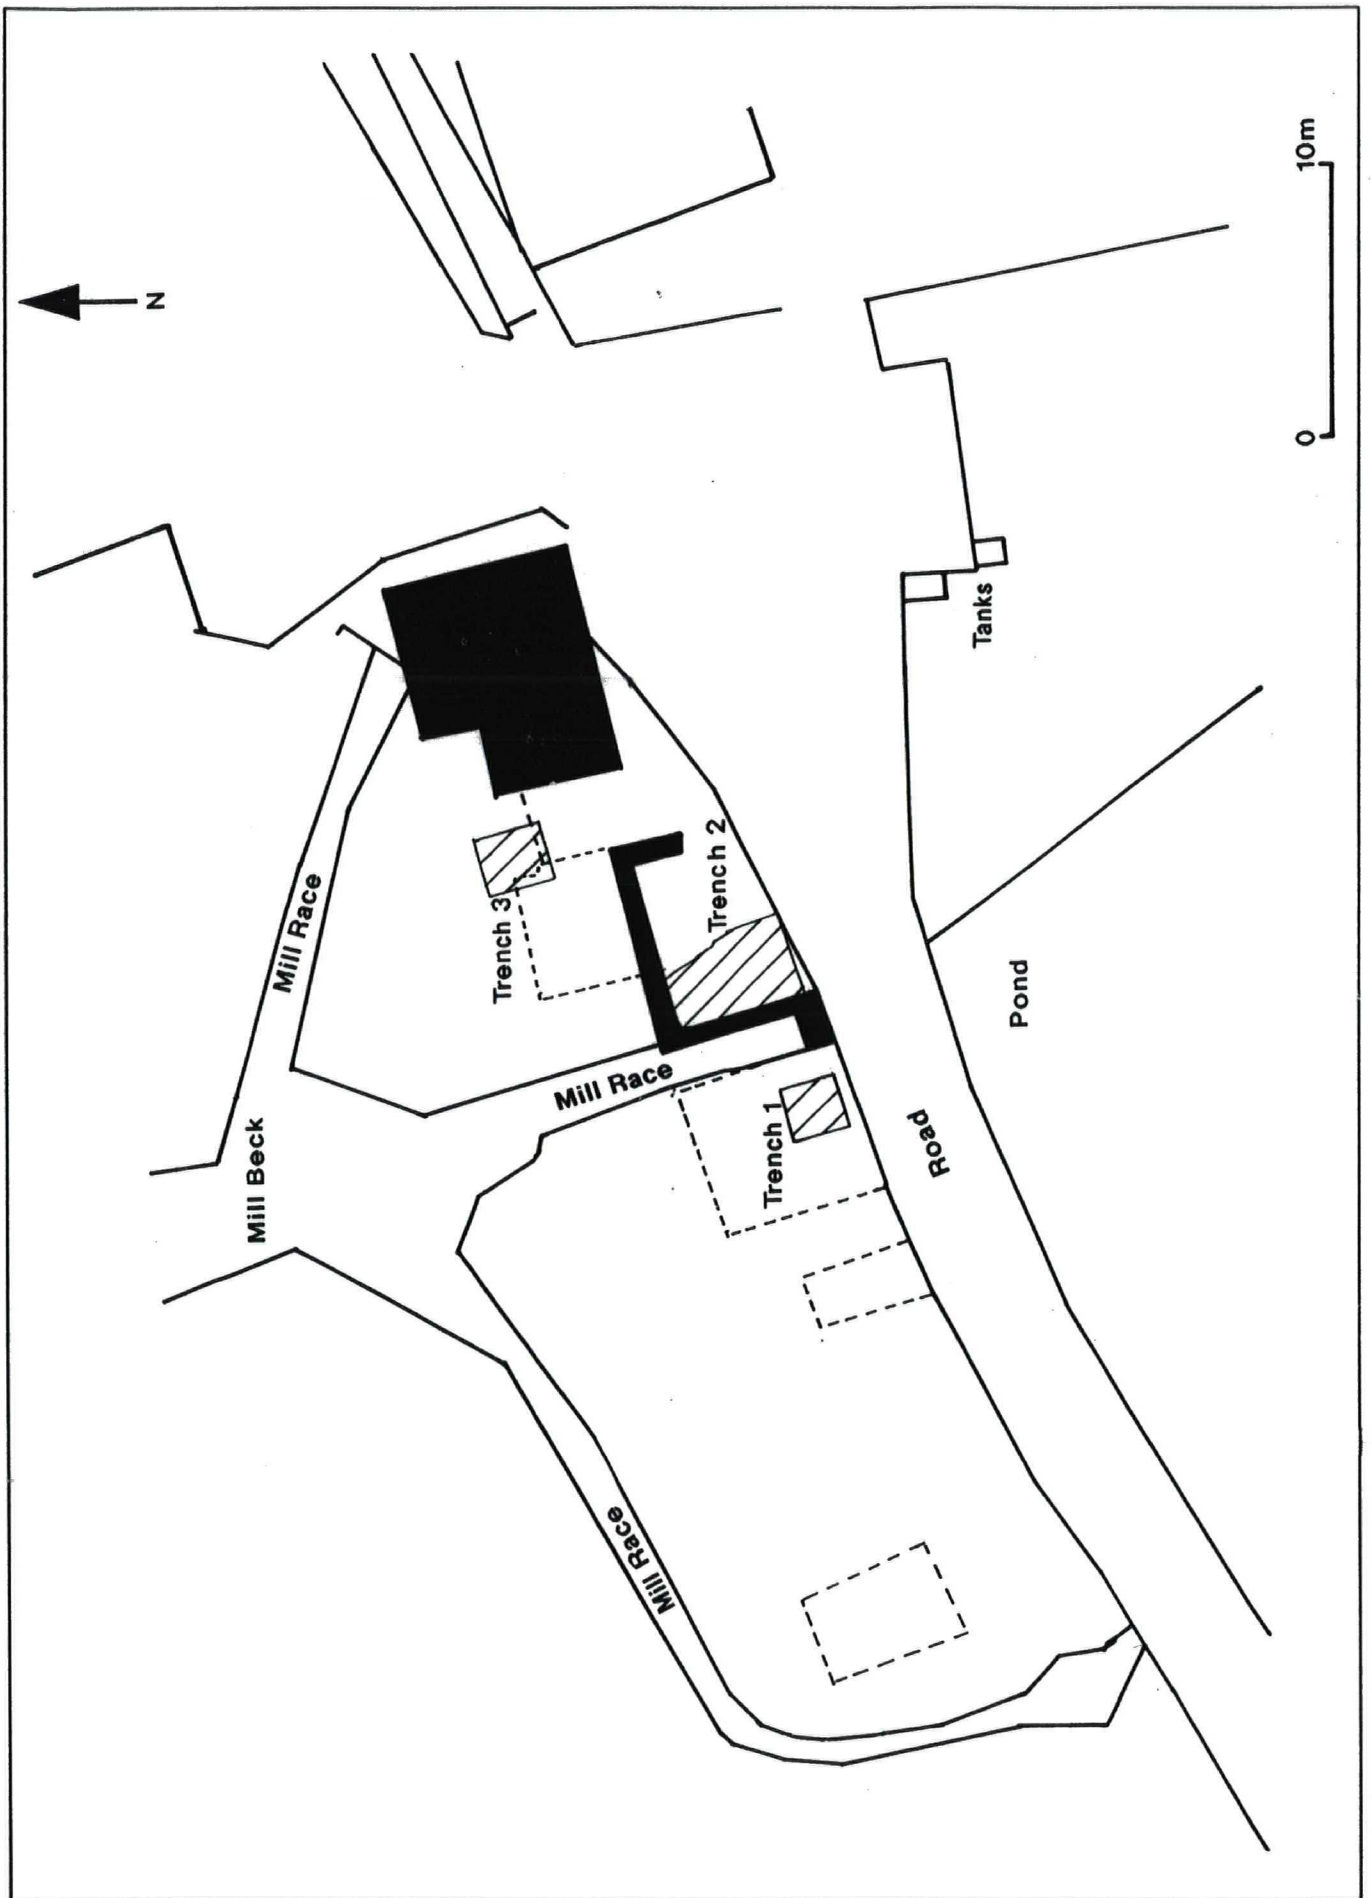 N
Mill Beck
Mill Race
Mill Race
Mill Race
Trench 3
Trench 2
Trench 1
Road
Pond
Tanks
0 10m